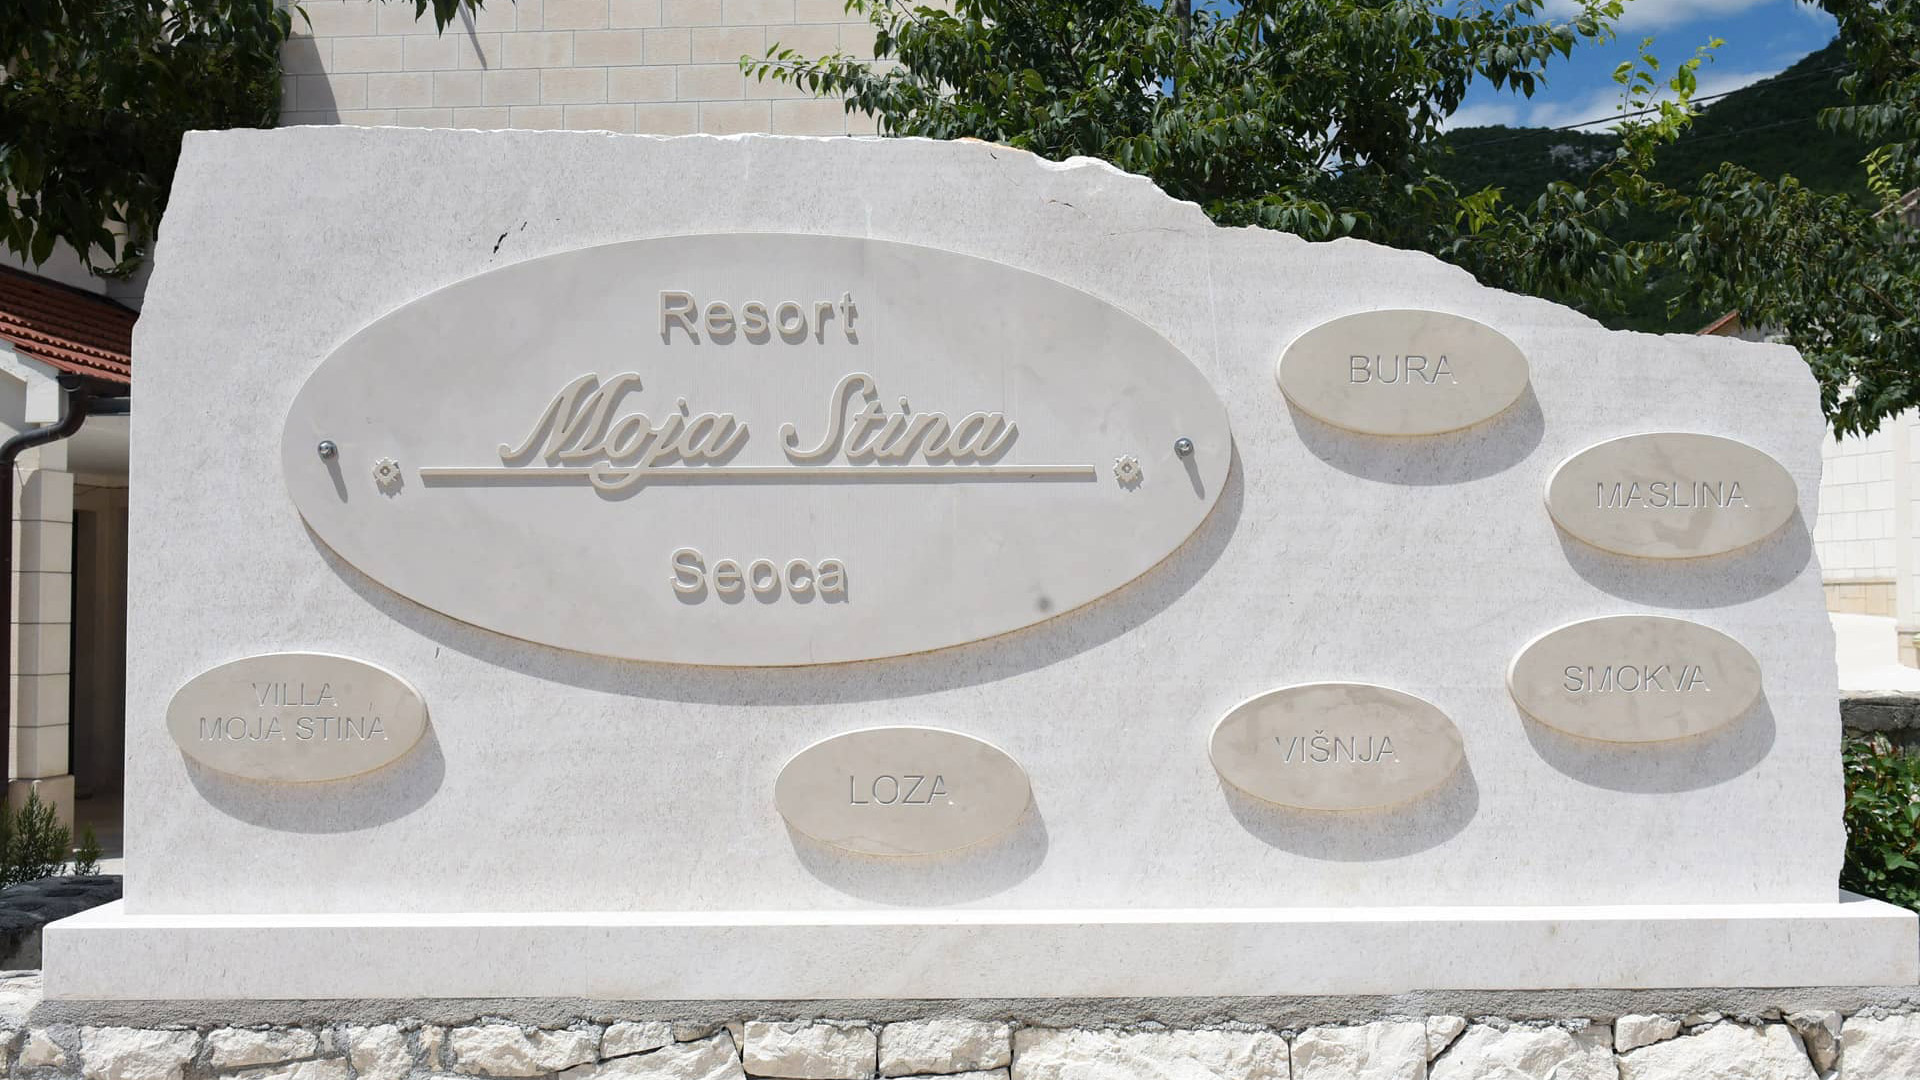 Resort
Moja Stina
Seoca
BURA
MASLINA
SMOKVA
VIŠNJA
LOZA
VILLA
MOJA STINA